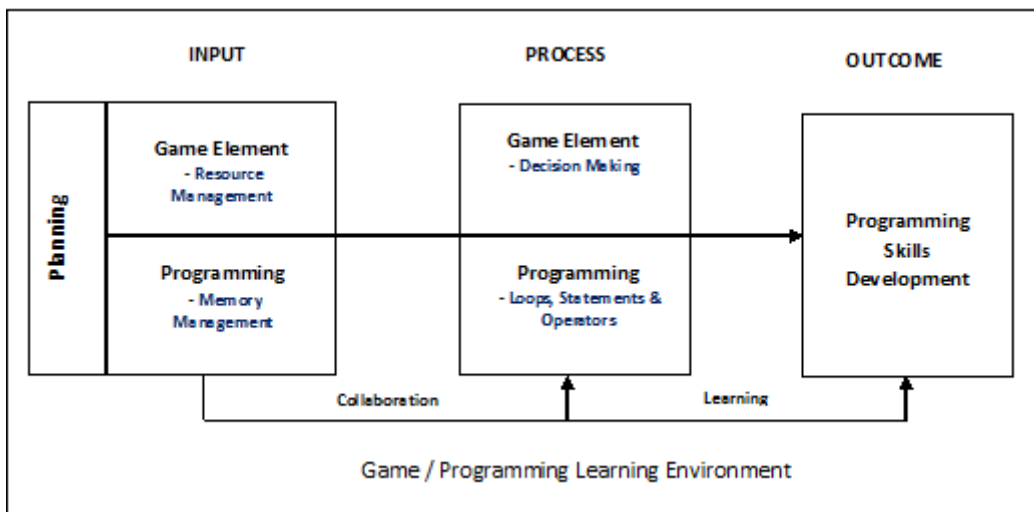 INPUT
PROCESS
OUTCOME
Planning
Game Element
- Resource
Management
Programming
- Memory
Management
Game Element
- Decision Making
Programming
- Loops, Statements &
Operators
Programming
Skills
Development
Collaboration
Learning
Game / Programming Learning Environment